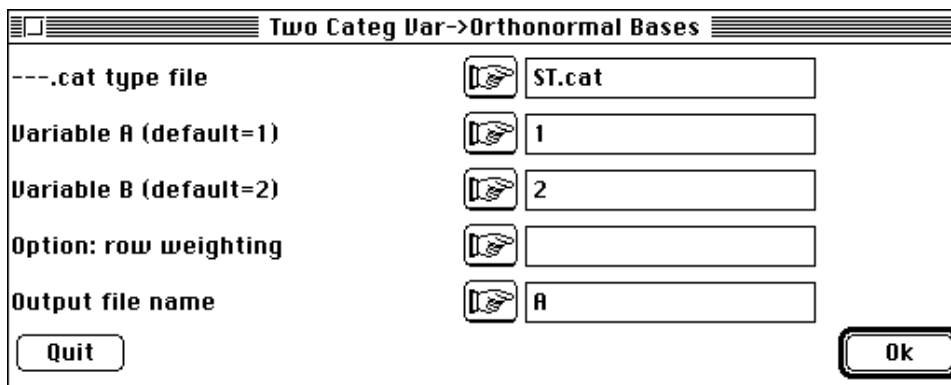 Two Categ Var->Orthonormal Bases
---.cat type file ST.cat
Variable A (default=1) 1
Variable B (default=2) 2
Option: row weighting
Output file name A
Quit Ok